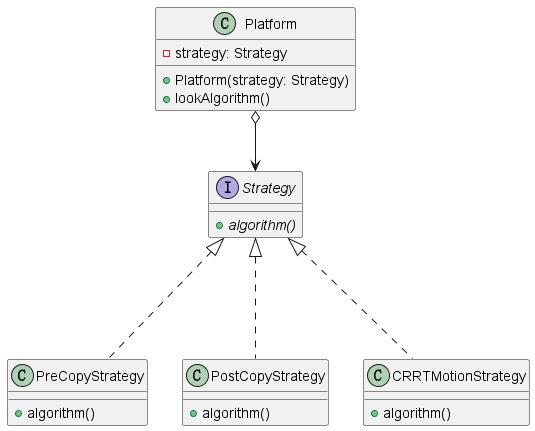 C Platform
strategy: Strategy
Platform(strategy: Strategy)
lookAlgorithm()
I Strategy
algorithm()
C PreCopyStrategy
algorithm()
C PostCopyStrategy
algorithm()
C CRRTMotionStrategy
algorithm()